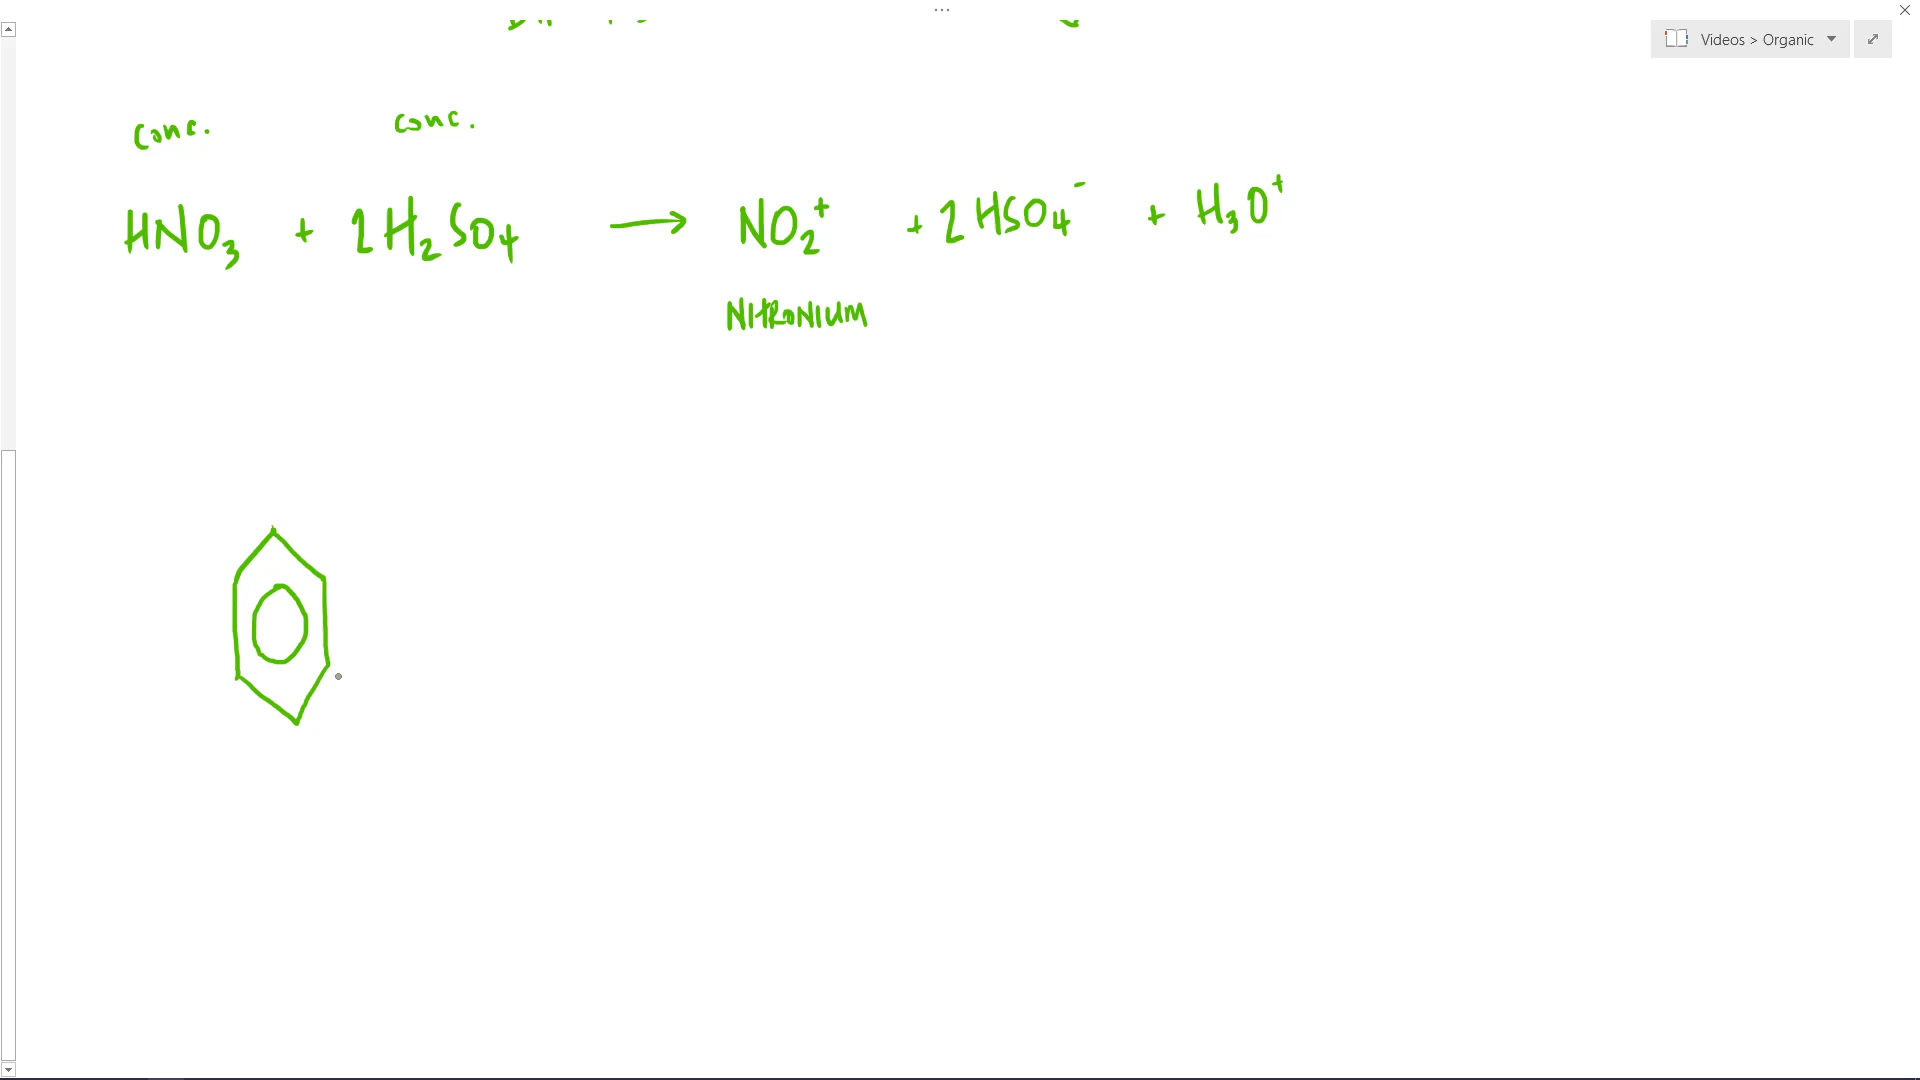 Videos > Organic
conc. conc.
HNO₃ + 2H₂SO₄ → NO₂⁺ + 2HSO₄⁻ + H₃O⁺
NITRONIUM